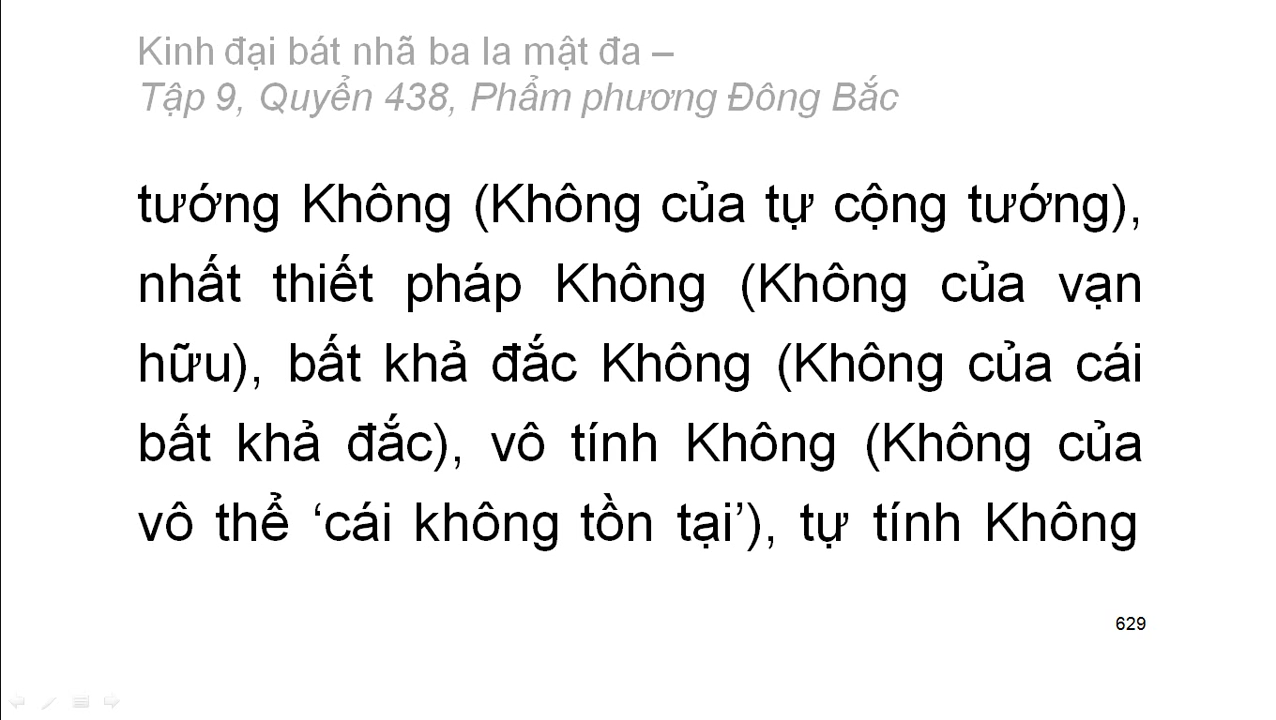 Kinh đại bát nhã ba la mật đa –
Tập 9, Quyển 438, Phẩm phương Đông Bắc
tướng Không (Không của tự cộng tướng),
nhất thiết pháp Không (Không của vạn
hữu), bất khả đắc Không (Không của cái
bất khả đắc), vô tính Không (Không của
vô thể ‘cái không tồn tại’), tự tính Không
629